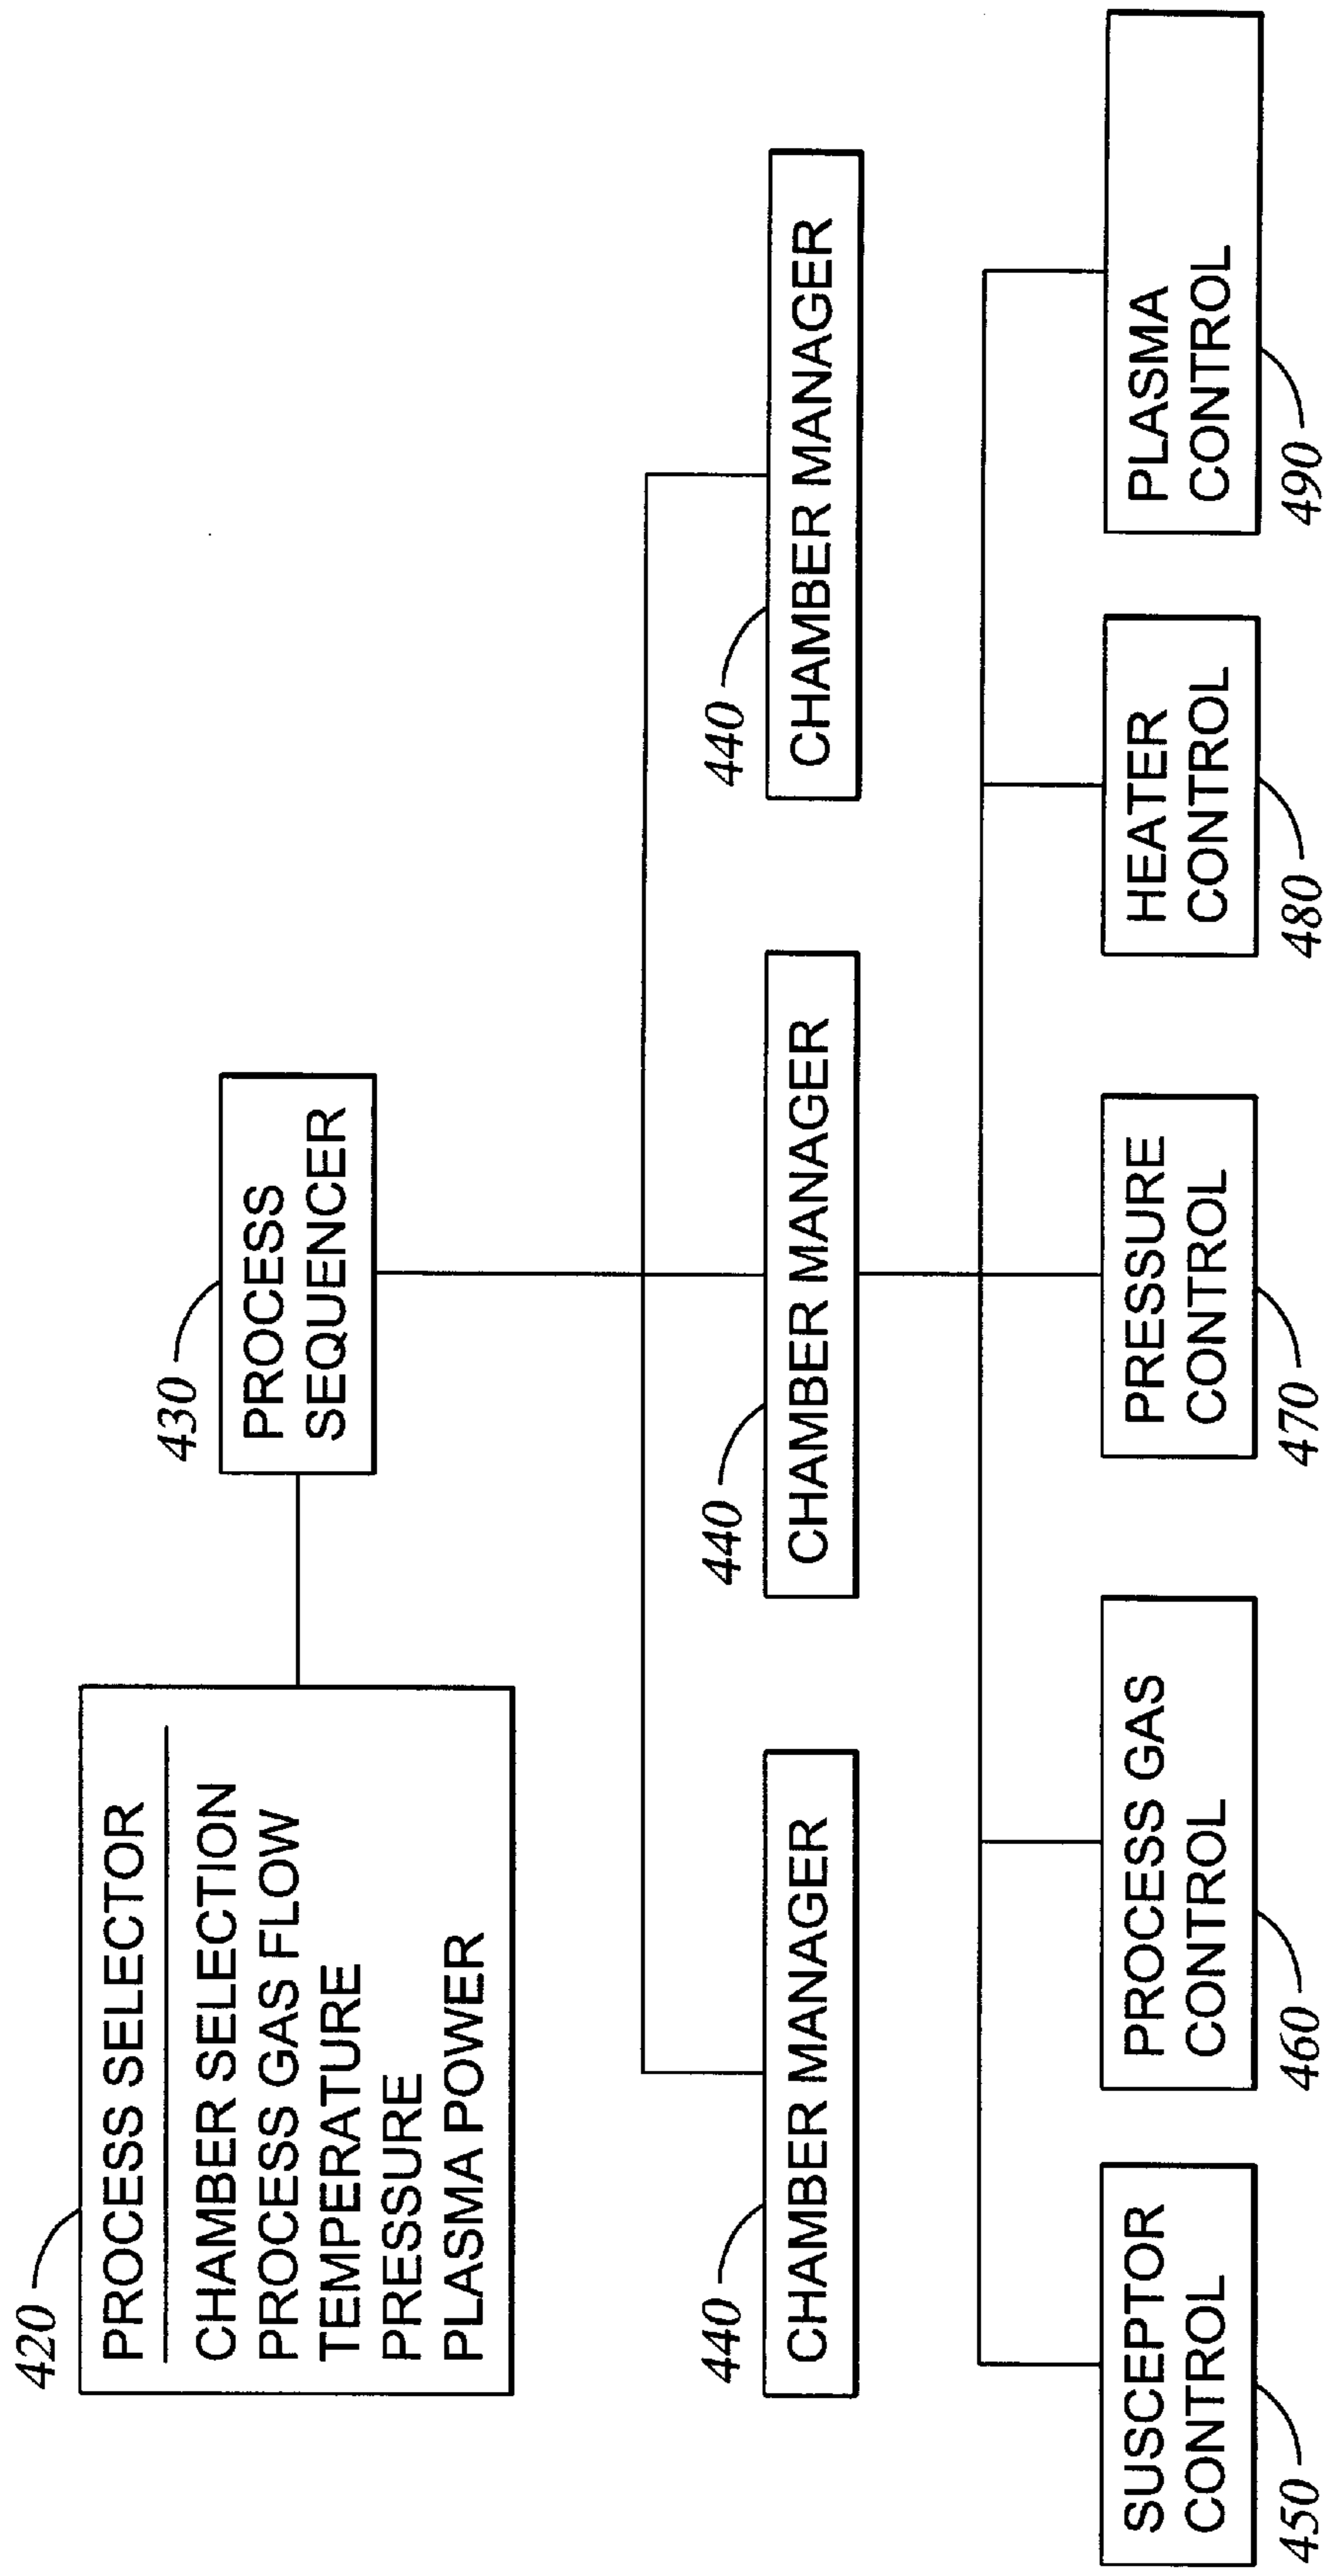 420
PROCESS SELECTOR
CHAMBER SELECTION
PROCESS GAS FLOW
TEMPERATURE
PRESSURE
PLASMA POWER
430
PROCESS
SEQUENCER
440
CHAMBER MANAGER
440
CHAMBER MANAGER
440
CHAMBER MANAGER
SUSCEPTOR
CONTROL
450
PROCESS GAS
CONTROL
460
PRESSURE
CONTROL
470
HEATER
CONTROL
480
PLASMA
CONTROL
490